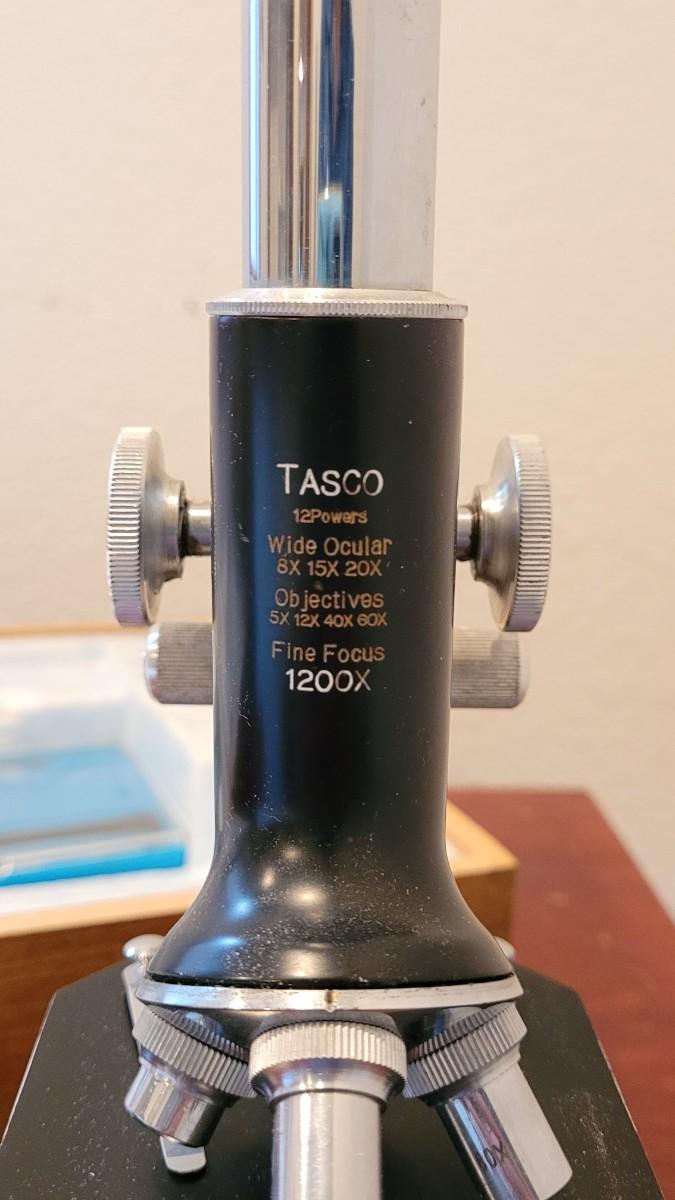 TASCO
12Powers
Wide Ocular
8X 15X 20X
Objectives
5X 12X 40X 60X
Fine Focus
1200X